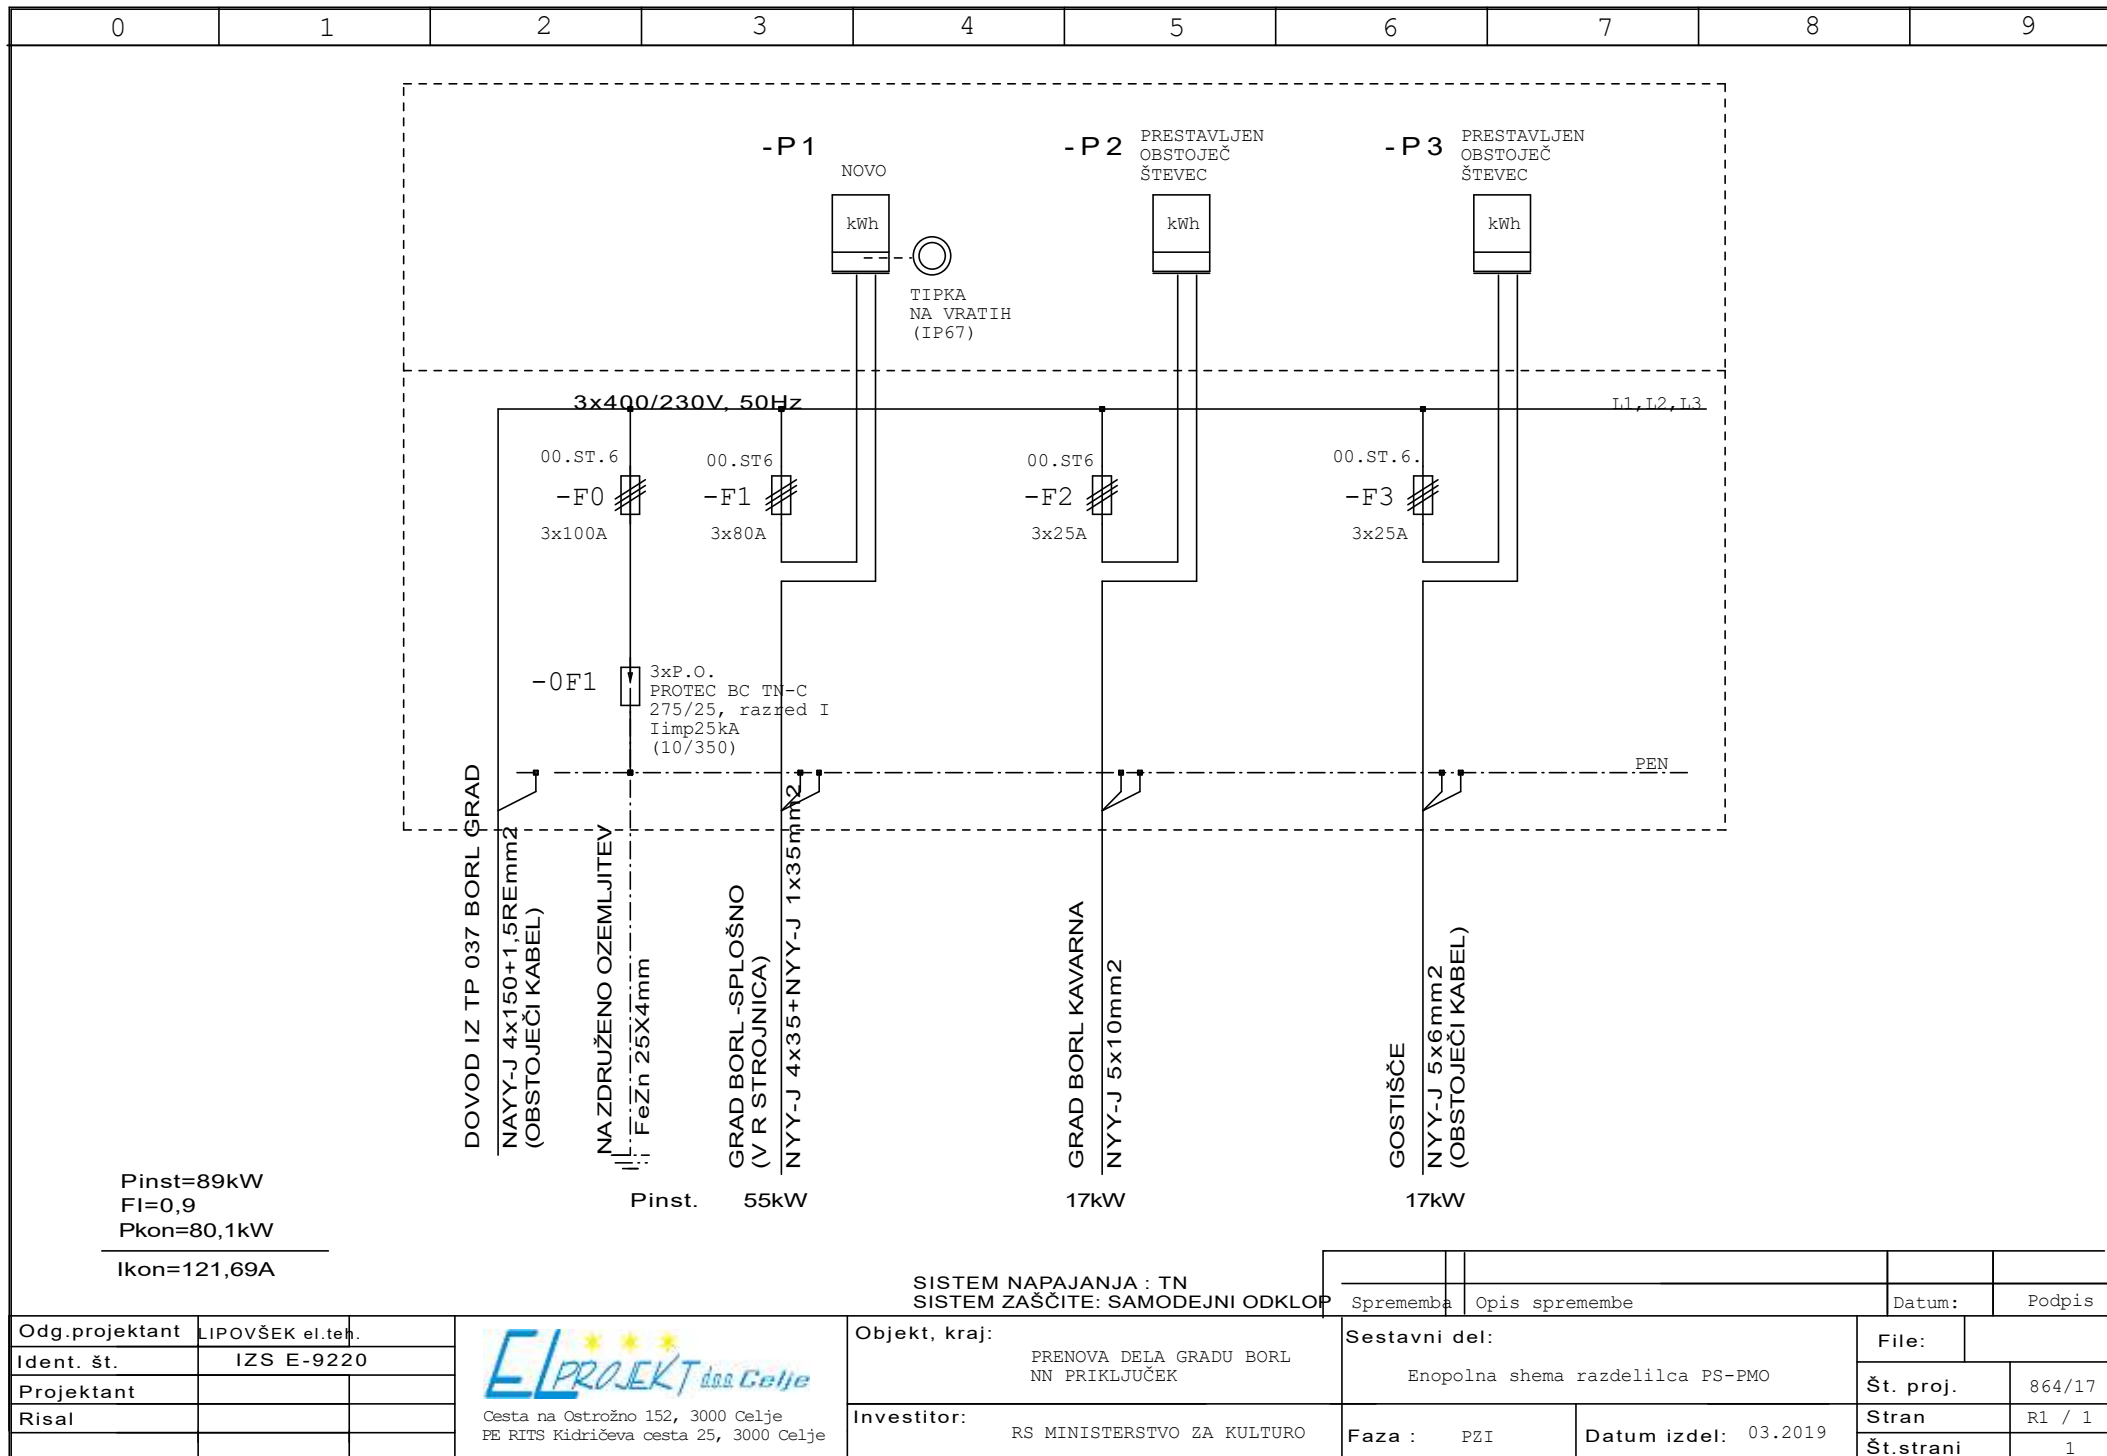 0 1 2 3 4 5 6 7 8 9
-P1
NOVO
kWh
TIPKA
NA VRATIH
(IP67)
-P2
PRESTAVLJEN
OBSTOJEČ
ŠTEVEC
kWh
-P3
PRESTAVLJEN
OBSTOJEČ
ŠTEVEC
kWh
3x400/230V, 50Hz
L1,L2,L3
00.ST.6
-F0
3x100A
00.ST6
-F1
3x80A
00.ST6
-F2
3x25A
00.ST.6.
-F3
3x25A
-0F1
3xP.O.
PROTEC BC TN-C
275/25, razred I
Iimp25kA
(10/350)
PEN
DOVOD IZ TP 037 BORL GRAD
NAYY-J 4x150+1,5REmm2
(OBSTOJEČI KABEL)
NA ZDRUŽENO OZEMLJITEV
FeZn 25X4mm
GRAD BORL -SPLOŠNO
(V R STROJNICA)
NYY-J 4x35+NYY-J 1x35mm2
GRAD BORL KAVARNA
NYY-J 5x10mm2
GOSTIŠČE
NYY-J 5x6mm2
(OBSTOJEČI KABEL)
Pinst. 55kW 17kW 17kW
Pinst=89kW
FI=0,9
Pkon=80,1kW
Ikon=121,69A
SISTEM NAPAJANJA : TN
SISTEM ZAŠČITE: SAMODEJNI ODKLOP
Sprememba Opis spremembe Datum: Podpis
Odg.projektant LIPOVŠEK el.teh.
Ident. št. IZS E-9220
Projektant
Risal
ELPROJEKT d.o.o. Celje
Cesta na Ostrožno 152, 3000 Celje
PE RITS Kidričeva cesta 25, 3000 Celje
Objekt, kraj:
PRENOVA DELA GRADU BORL
NN PRIKLJUČEK
Investitor:
RS MINISTERSTVO ZA KULTURO
Sestavni del:
Enopolna shema razdelilca PS-PMO
Faza : PZI
Datum izdel: 03.2019
File:
Št. proj. 864/17
Stran R1 / 1
Št.strani 1